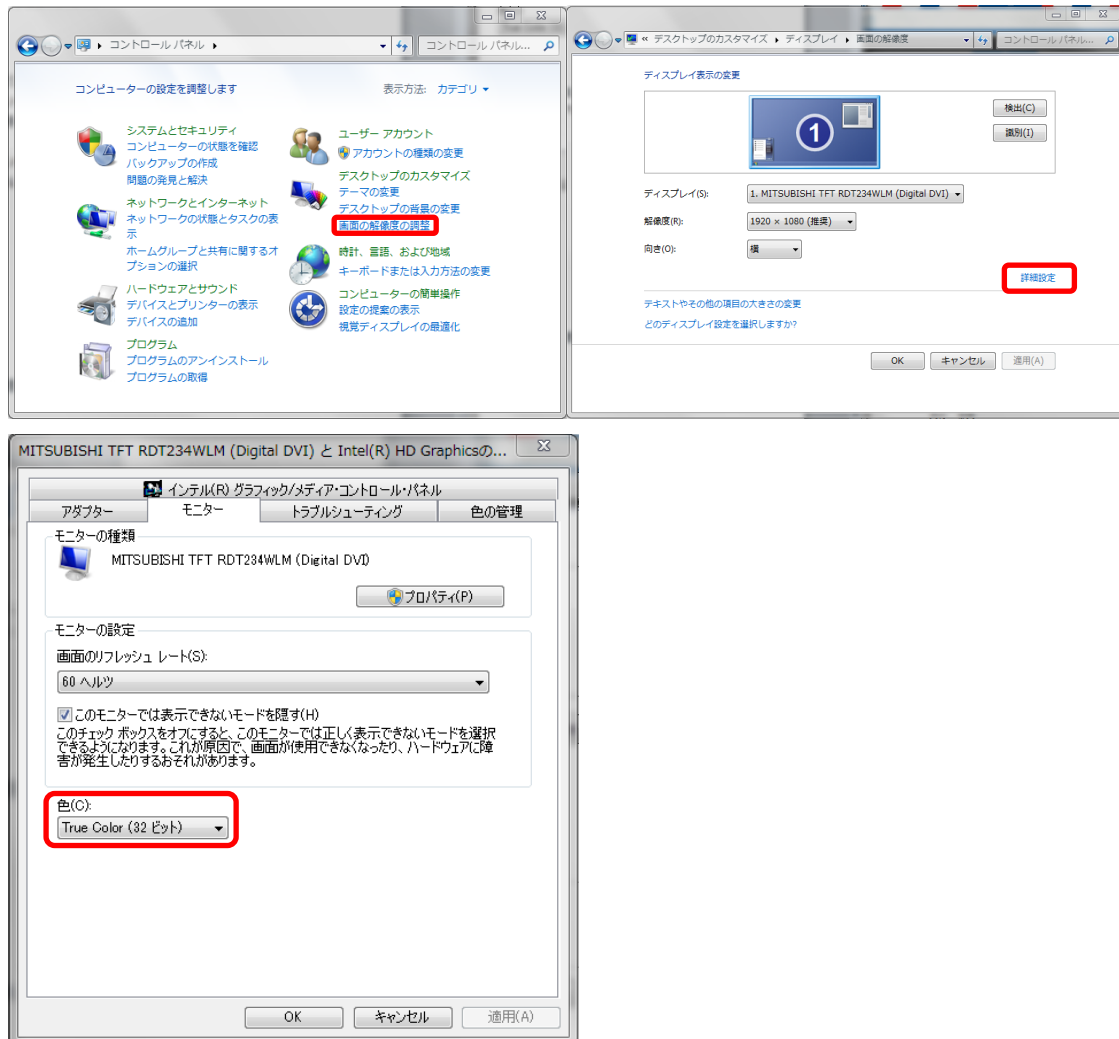 コントロール パネル
コントロール パネル...
コンピューターの設定を調整します
表示方法: カテゴリ
システムとセキュリティ
コンピューターの状態を確認
バックアップの作成
問題の発見と解決
ネットワークとインターネット
ネットワークの状態とタスクの表
示
ホームグループと共有に関するオ
プションの選択
ハードウェアとサウンド
デバイスとプリンターの表示
デバイスの追加
プログラム
プログラムのアンインストール
プログラムの取得
ユーザー アカウント
アカウントの種類の変更
デスクトップのカスタマイズ
テーマの変更
デスクトップの背景の変更
画面の解像度の調整
時計、言語、および地域
キーボードまたは入力方法の変更
コンピューターの簡単操作
設定の提案の表示
視覚ディスプレイの最適化
« デスクトップのカスタマイズ ディスプレイ 画面の解像度
コントロール パネル...
ディスプレイ表示の変更
1
検出(C)
識別(I)
ディスプレイ(S): 1. MITSUBISHI TFT RDT234WLM (Digital DVI)
解像度(R): 1920 × 1080 (推奨)
向き(O): 横
詳細設定
テキストやその他の項目の大きさの変更
どのディスプレイ設定を選択しますか?
OK キャンセル 適用(A)
MITSUBISHI TFT RDT234WLM (Digital DVI) と Intel(R) HD Graphicsの...
インテル(R) グラフィック/メディア・コントロール・パネル
アダプター モニター トラブルシューティング 色の管理
モニターの種類
MITSUBISHI TFT RDT234WLM (Digital DVI)
プロパティ(P)
モニターの設定
画面のリフレッシュ レート(S):
60 ヘルツ
このモニターでは表示できないモードを隠す(H)
このチェック ボックスをオフにすると、このモニターでは正しく表示できないモードを選択
できるようになります。これが原因で、画面が使用できなくなったり、ハードウェアに障
害が発生したりするおそれがあります。
色(C):
True Color (32 ビット)
OK キャンセル 適用(A)